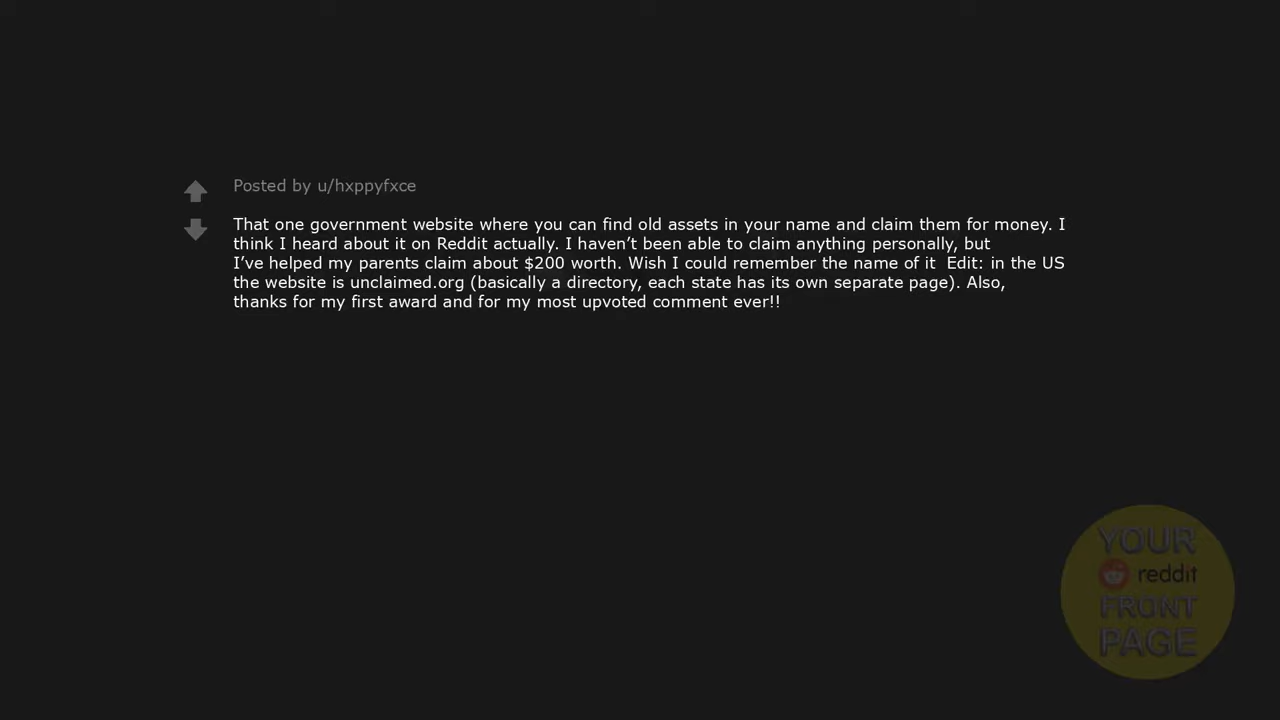 Posted by u/hxppyfxce
That one government website where you can find old assets in your name and claim them for money. I
think I heard about it on Reddit actually. I haven’t been able to claim anything personally, but
I’ve helped my parents claim about $200 worth. Wish I could remember the name of it  Edit: in the US
the website is unclaimed.org (basically a directory, each state has its own separate page). Also,
thanks for my first award and for my most upvoted comment ever!!
YOUR
reddit
FRONT
PAGE